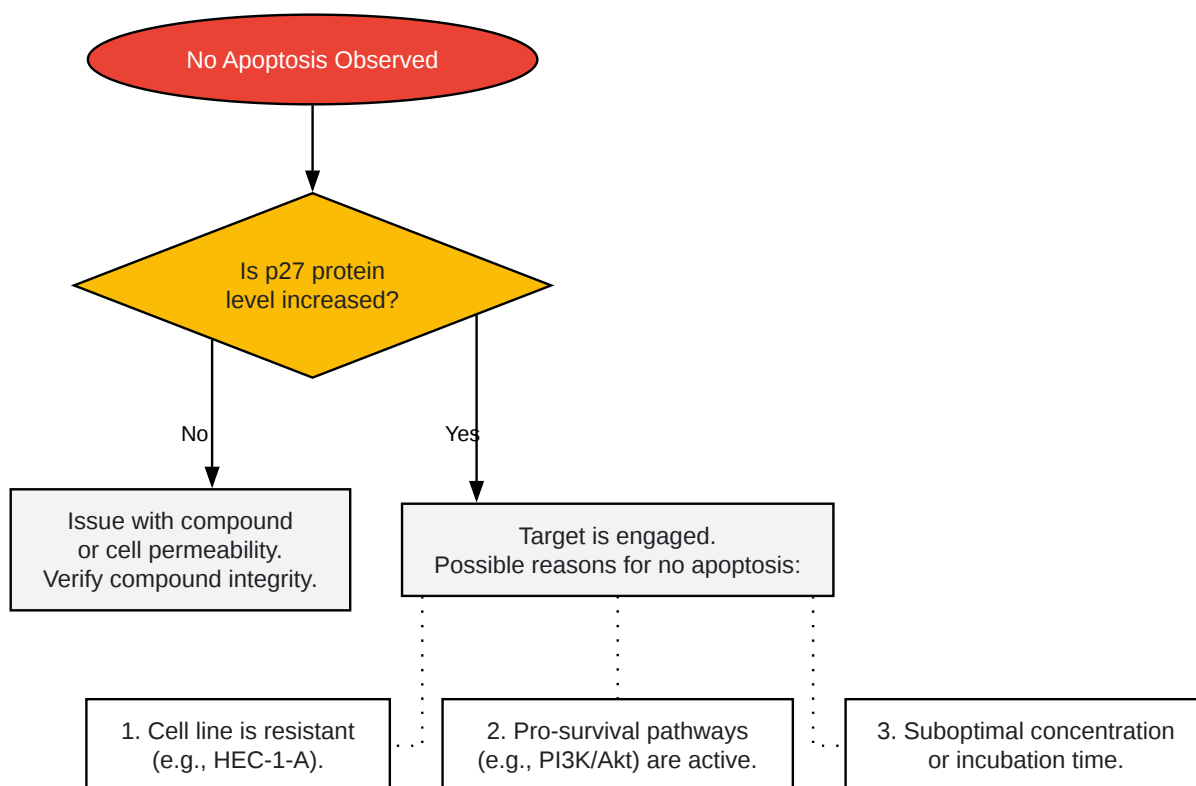 No Apoptosis Observed
Is p27 protein
level increased?
No
Yes
Issue with compound
or cell permeability.
Verify compound integrity.
Target is engaged.
Possible reasons for no apoptosis:
1. Cell line is resistant
(e.g., HEC-1-A).
2. Pro-survival pathways
(e.g., PI3K/Akt) are active.
3. Suboptimal concentration
or incubation time.